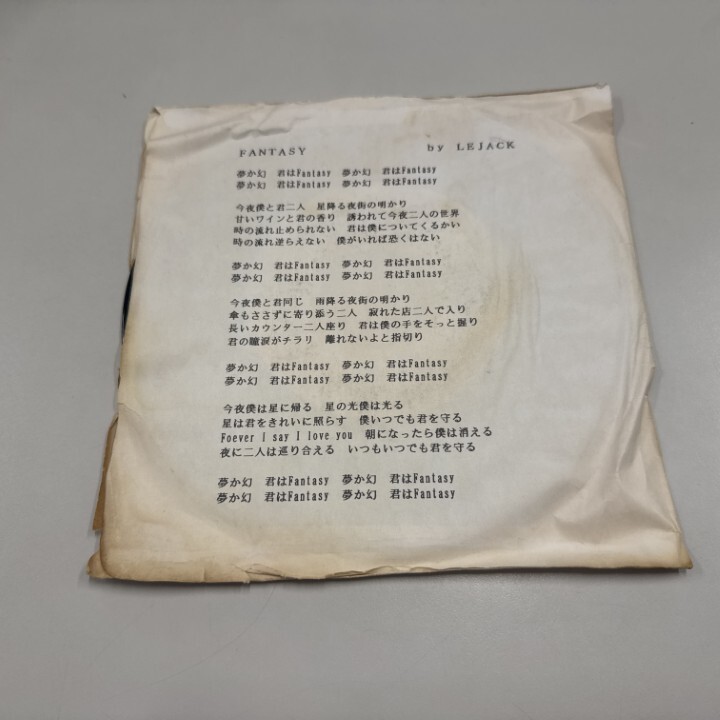 FANTASY by LEJACK
夢か幻 君はFantasy 夢か幻 君はFantasy
夢か幻 君はFantasy 夢か幻 君はFantasy
今夜僕と君二人 星降る夜街の明かり
甘いワインと君の香り 誘われて今夜二人の世界
時の流れ止められない 君は僕についてくるかい
時の流れ逆らえない 僕がいれば恐くはない
夢か幻 君はFantasy 夢か幻 君はFantasy
夢か幻 君はFantasy 夢か幻 君はFantasy
今夜僕と君同じ 雨降る夜街の明かり
傘もささずに寄り添う二人 寂れた店二人で入り
長いカウンター二人座り 君は僕の手をそっと握り
君の瞳涙がチラリ 離れないよと指切り
夢か幻 君はFantasy 夢か幻 君はFantasy
夢か幻 君はFantasy 夢か幻 君はFantasy
今夜僕は星に帰る 星の光僕は光る
星は君をきれいに照らす 僕いつでも君を守る
Foever I say I love you 朝になったら僕は消える
夜に二人は巡り合える いつもいつでも君を守る
夢か幻 君はFantasy 夢か幻 君はFantasy
夢か幻 君はFantasy 夢か幻 君はFantasy